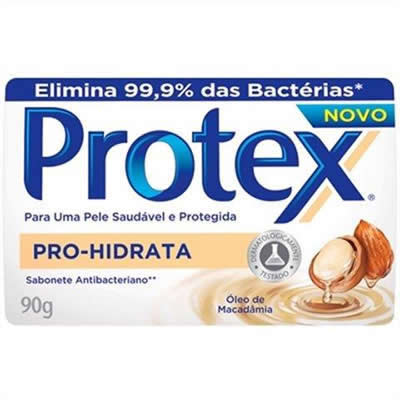 Elimina 99,9% das Bactérias*
NOVO
Protex®
Para Uma Pele Saudável e Protegida
PRO-HIDRATA
DERMATOLOGICAMENTE
TESTADO
Sabonete Antibacteriano**
90g
Óleo de
Macadâmia